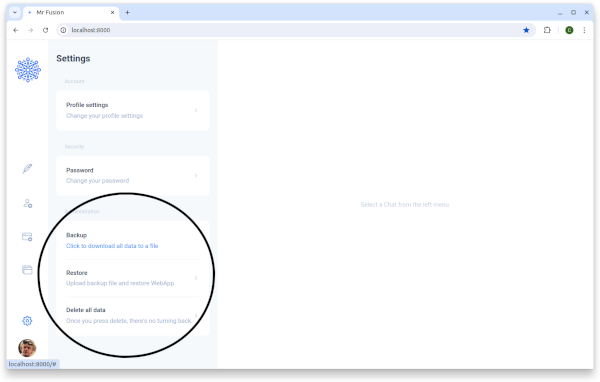 Mr Fusion
localhost:8000
C
Settings
Account
Profile settings
Change your profile settings
Security
Password
Change your password
Backup
Click to download all data to a file
Restore
Upload backup file and restore WebApp
Delete all data
Once you press delete, there's no turning back.
Select a Chat from the left menu
localhost:8000/#